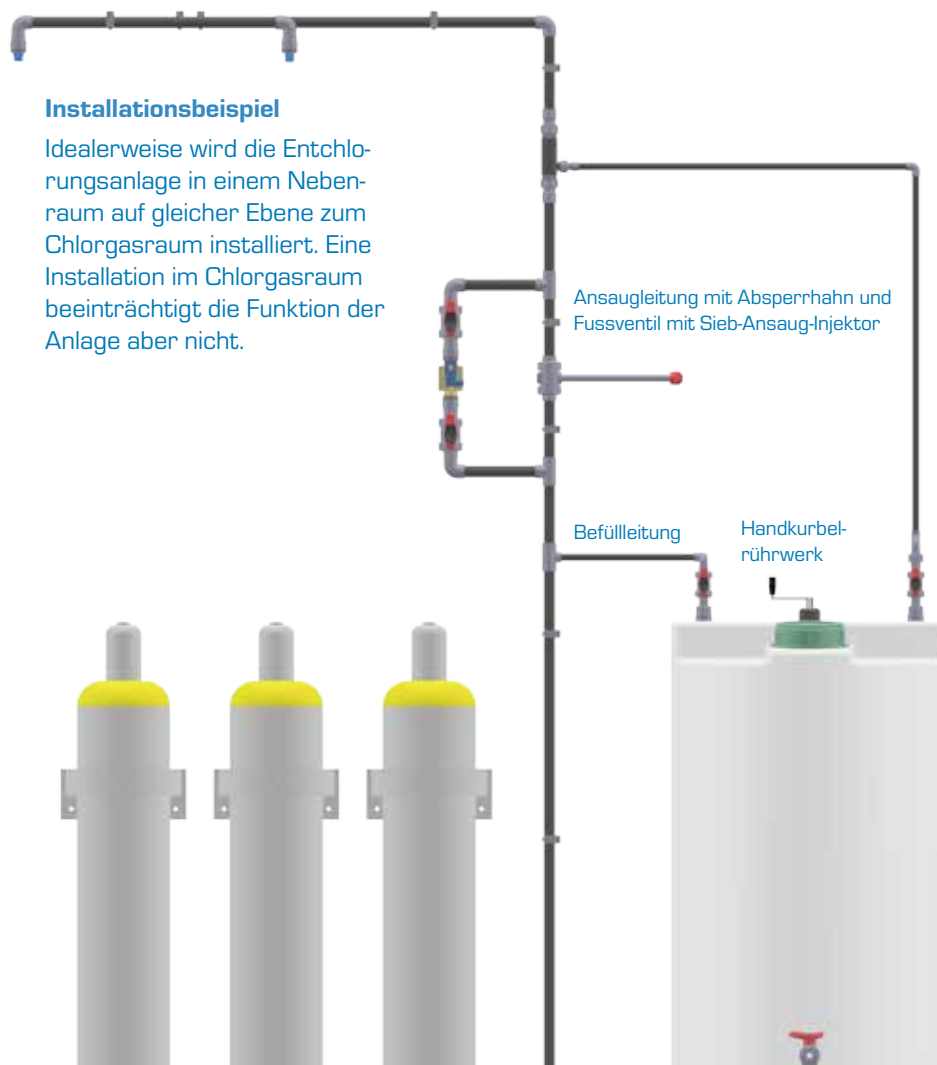 Installationsbeispiel
Idealerweise wird die Entchlo-
rungsanlage in einem Neben-
raum auf gleicher Ebene zum
Chlorgasraum installiert. Eine
Installation im Chlorgasraum
beeinträchtigt die Funktion der
Anlage aber nicht.
Ansaugleitung mit Absperrhahn und
Fussventil mit Sieb-Ansaug-Injektor
Befüllleitung
Handkurbel-
rührwerk